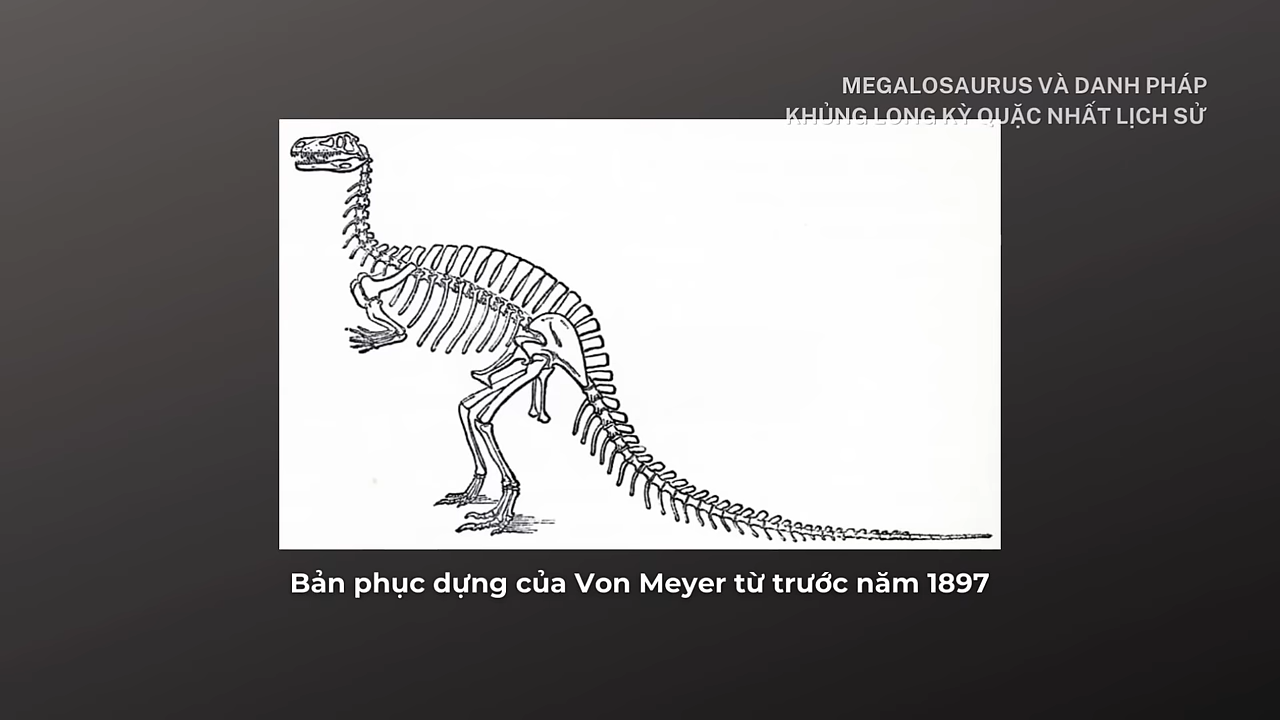 MEGALOSAURUS VÀ DANH PHÁP
KHỦNG LONG KỲ QUẶC NHẤT LỊCH SỬ
Bản phục dựng của Von Meyer từ trước năm 1897